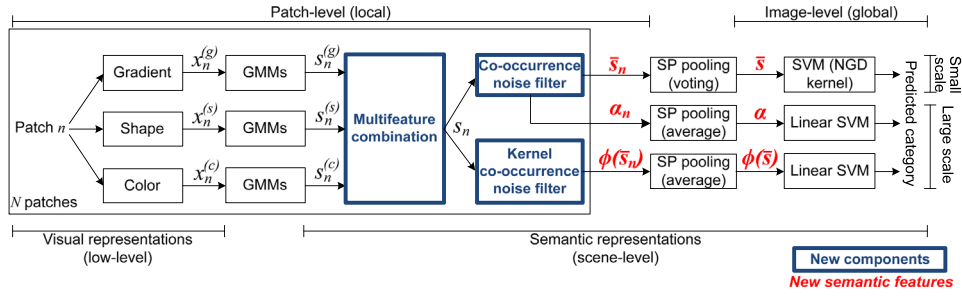 Patch-level (local)
Image-level (global)
Patch n
Gradient
x_n^(g)
GMMs
s_n^(g)
Shape
x_n^(s)
GMMs
s_n^(s)
Color
x_n^(c)
GMMs
s_n^(c)
N patches
Multifeature
combination
s_n
Co-occurrence
noise filter
Kernel
co-occurrence
noise filter
s̄_n
SP pooling
(voting)
s̄
SVM (NGD
kernel)
α_n
SP pooling
(average)
α
Linear SVM
ϕ(s̄_n)
SP pooling
(average)
ϕ(s̄)
Linear SVM
Predicted category
Small
scale
Large scale
Visual representations
(low-level)
Semantic representations
(scene-level)
New components
New semantic features